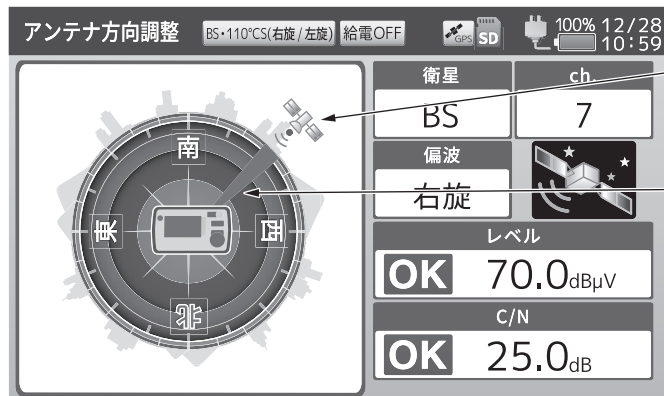 アンテナ方向調整 BS・110°CS(右旋/左旋) 給電OFF GPS SD 100% 12/28
10:59
南
東
西
北
衛星 ch.
BS 7
偏波
右旋
レベル
OK 70.0dBμV
C/N
OK 25.0dB